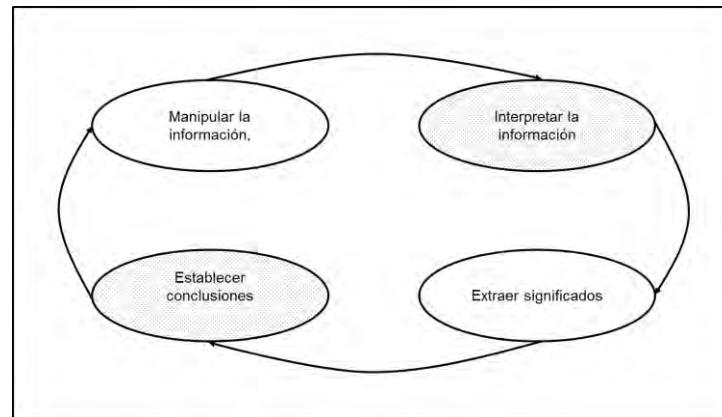 Manipular la
información,
Interpretar la
información
Establecer
conclusiones
Extraer significados